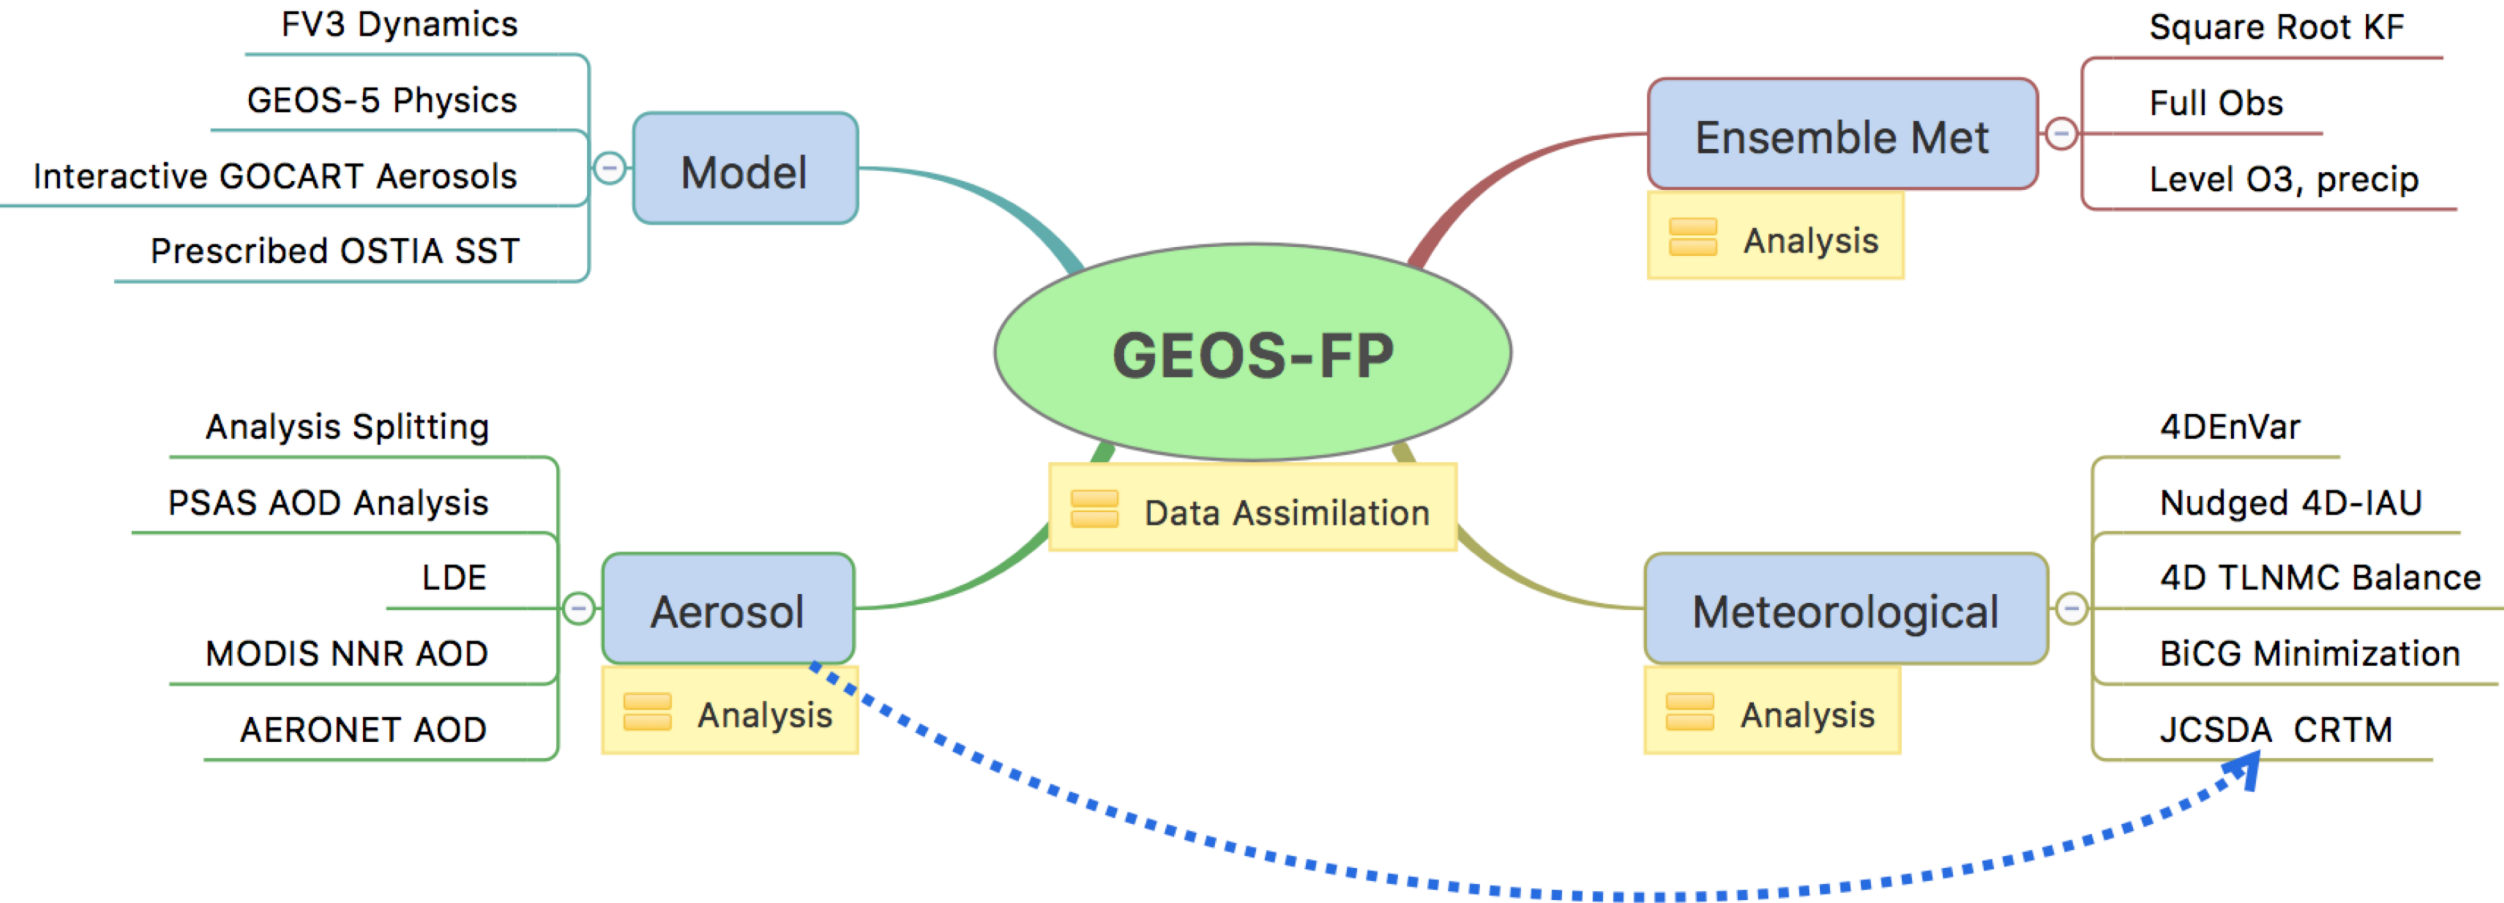 FV3 Dynamics
GEOS-5 Physics
Interactive GOCART Aerosols
Prescribed OSTIA SST
Model
Ensemble Met
Analysis
Square Root KF
Full Obs
Level O3, precip
GEOS-FP
Data Assimilation
Analysis Splitting
PSAS AOD Analysis
LDE
MODIS NNR AOD
AERONET AOD
Aerosol
Analysis
Meteorological
Analysis
4DEnVar
Nudged 4D-IAU
4D TLNMC Balance
BiCG Minimization
JCSDA  CRTM